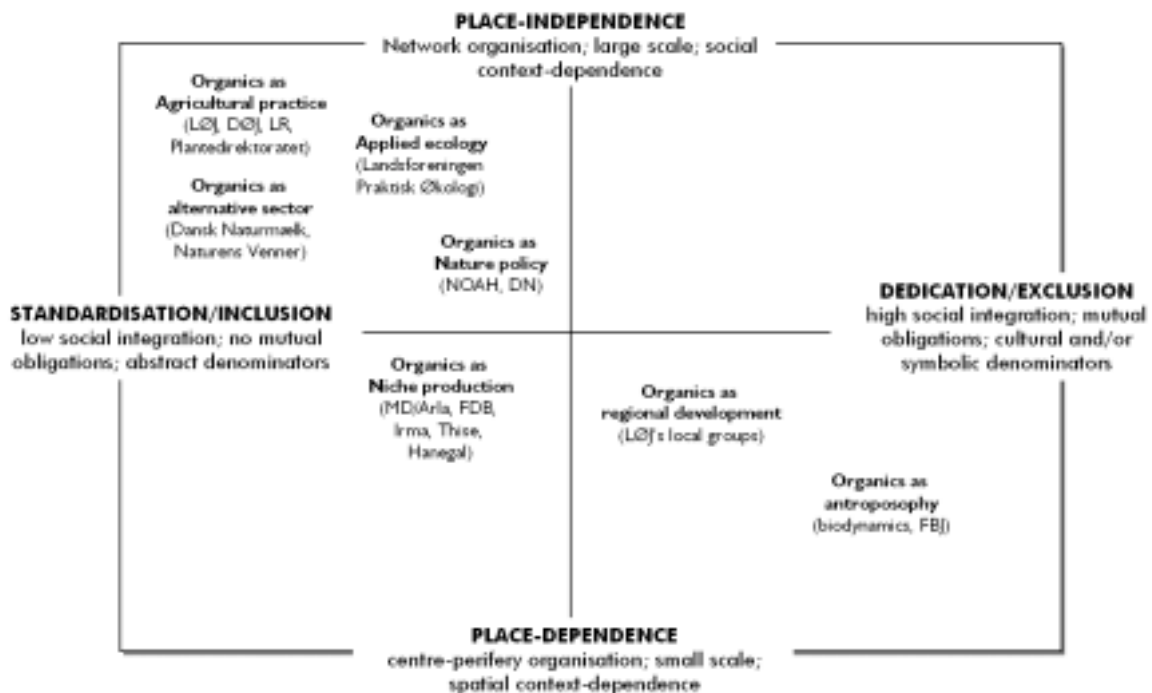 PLACE-INDEPENDENCE
Network organisation; large scale; social
context-dependence
Organics as
Agricultural practice
(LØJ, DØJ, LR,
Plantedirektoratet)
Organics as
Applied ecology
(Landsforeningen
Praktisk Økologi)
Organics as
alternative sector
(Dansk Naturmælk,
Naturens Venner)
Organics as
Nature policy
(NOAH, DN)
STANDARDISATION/INCLUSION
low social integration; no mutual
obligations; abstract denominators
DEDICATION/EXCLUSION
high social integration; mutual
obligations; cultural and/or
symbolic denominators
Organics as
Niche production
(MD/Arla, FDB,
Irma, Thise,
Hanegal)
Organics as
regional development
(LØJ's local groups)
Organics as
antroposophy
(biodynamics, FBJ)
PLACE-DEPENDENCE
centre-perifery organisation; small scale;
spatial context-dependence